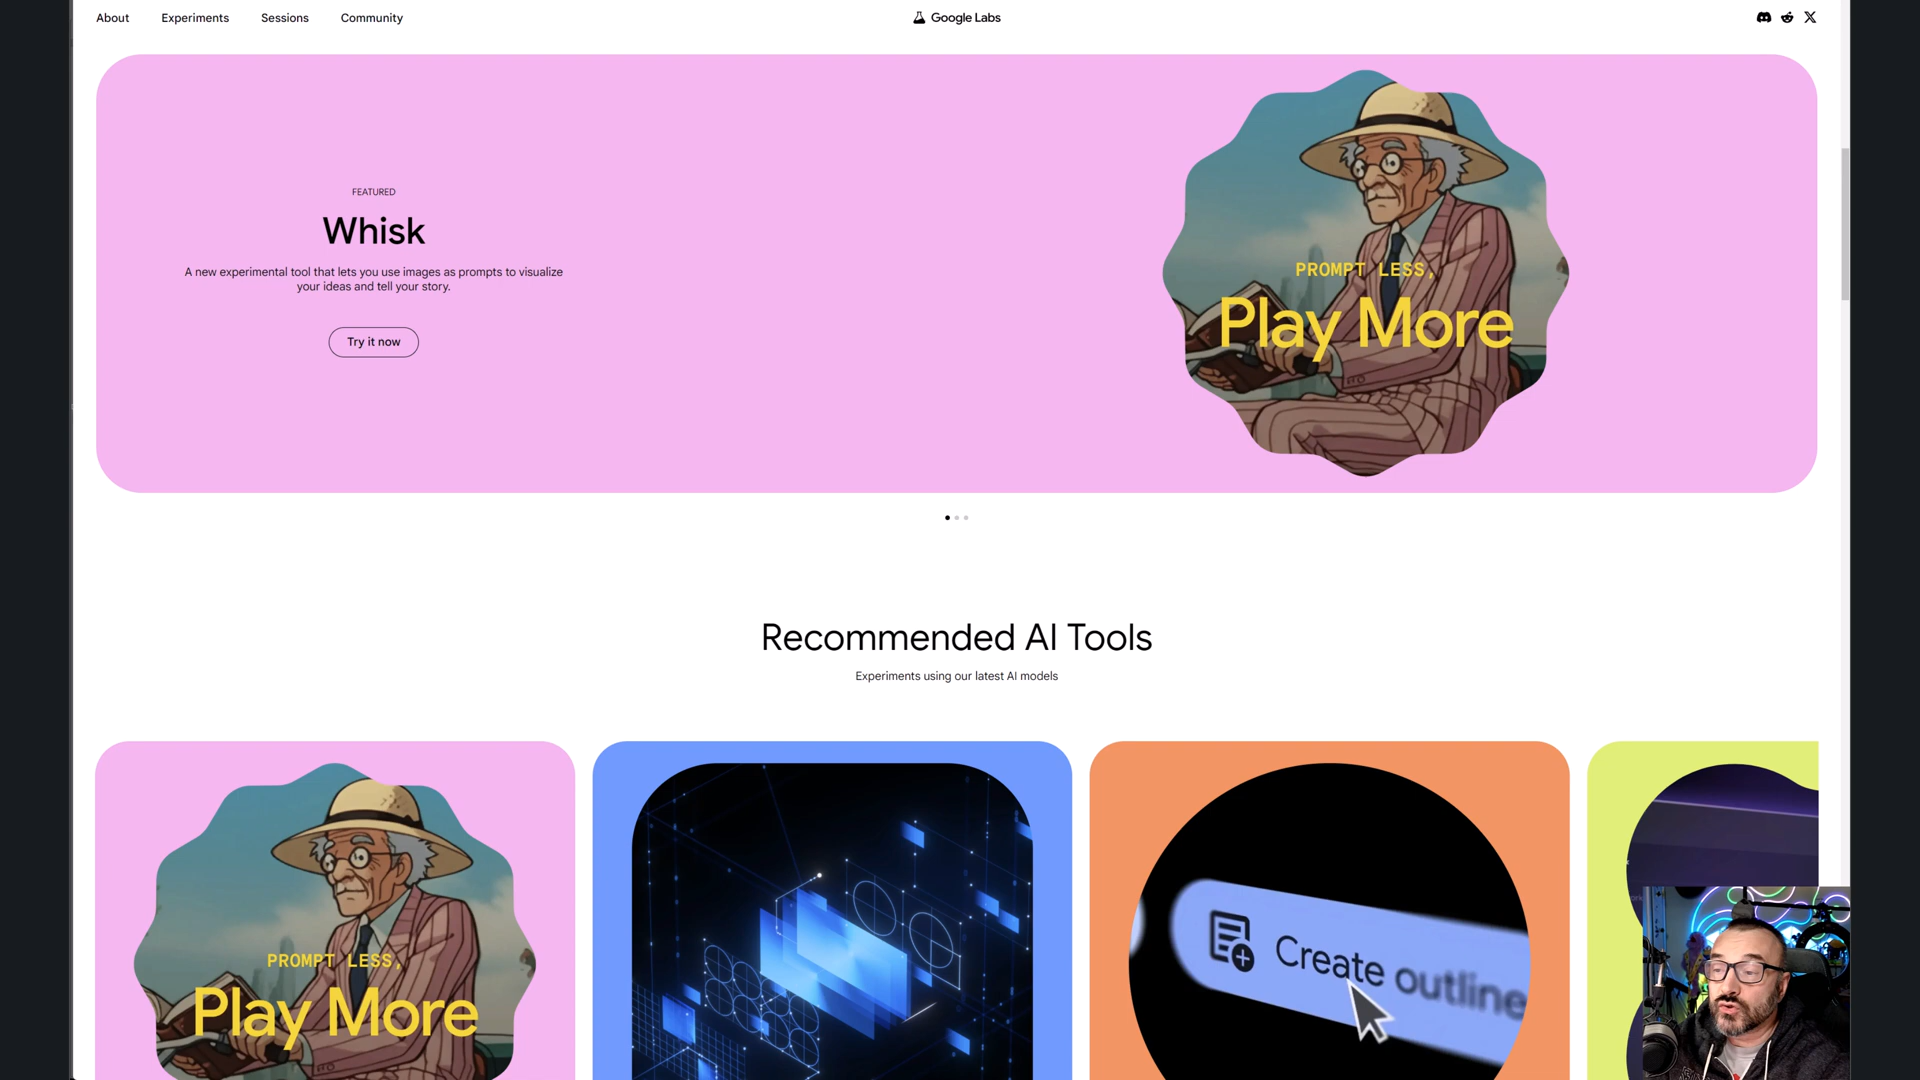 About
Experiments
Sessions
Community
Google Labs
FEATURED
Whisk
A new experimental tool that lets you use images as prompts to visualize
your ideas and tell your story.
Try it now
PROMPT LESS,
Play More
Recommended AI Tools
Experiments using our latest AI models
PROMPT LESS,
Play More
Create outline